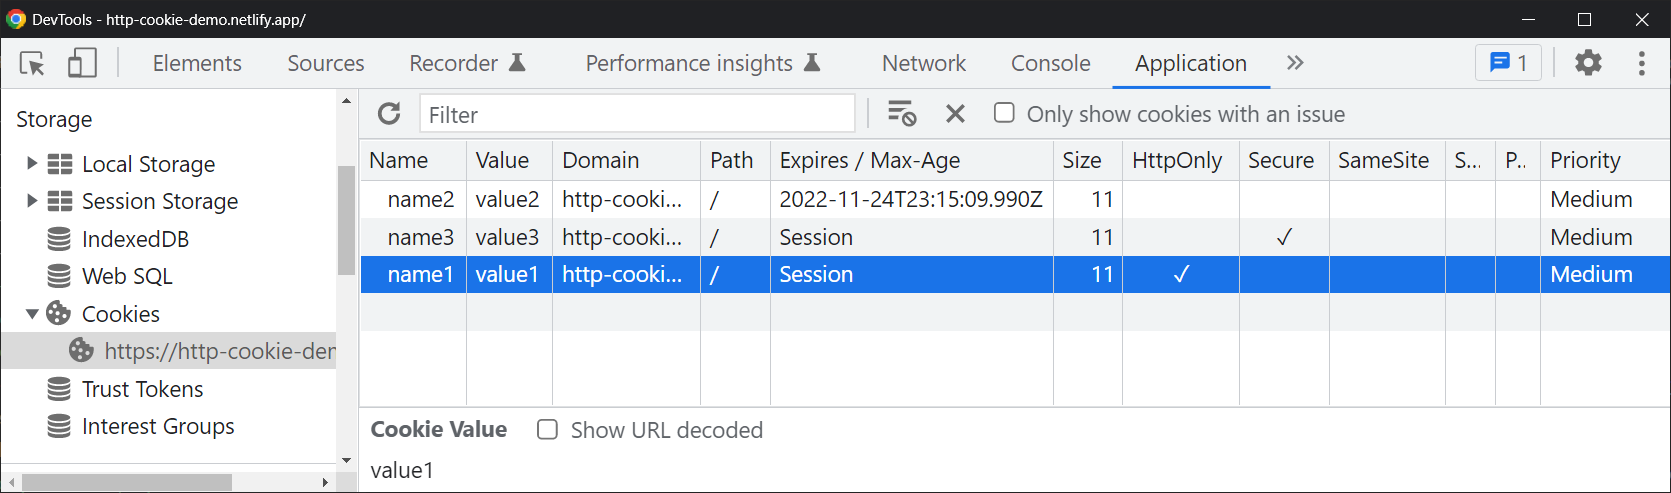 DevTools - http-cookie-demo.netlify.app/
Elements Sources Recorder Performance insights Network Console Application 1
Storage
Local Storage
Session Storage
IndexedDB
Web SQL
Cookies
https://http-cookie-der
Trust Tokens
Interest Groups
Filter Only show cookies with an issue
Name Value Domain Path Expires / Max-Age Size HttpOnly Secure SameSite S... P.. Priority
name2 value2 http-cooki... / 2022-11-24T23:15:09.990Z 11 Medium
name3 value3 http-cooki... / Session 11 ✓ Medium
name1 value1 http-cooki... / Session 11 ✓ Medium
Cookie Value Show URL decoded
value1